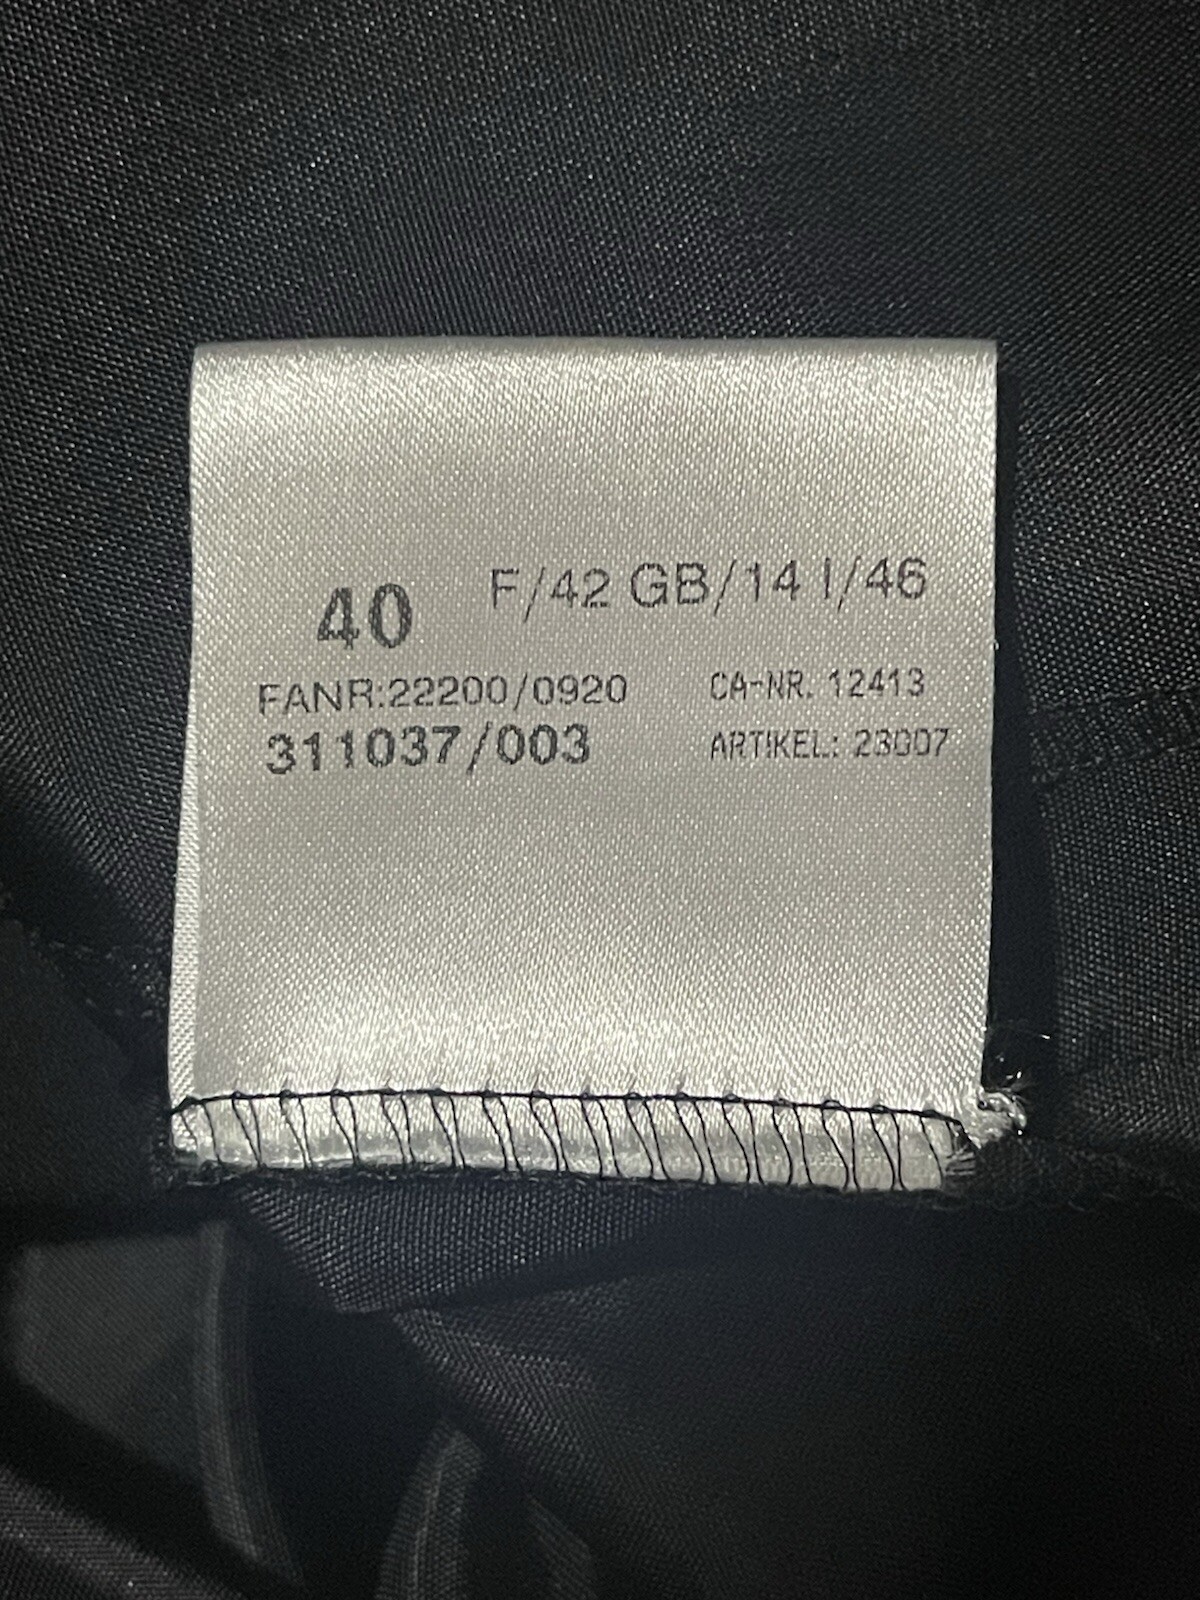 40 F/42 GB/14 I/46
FANR:22200/0920 CA-NR. 12413
311037/003 ARTIKEL: 23007